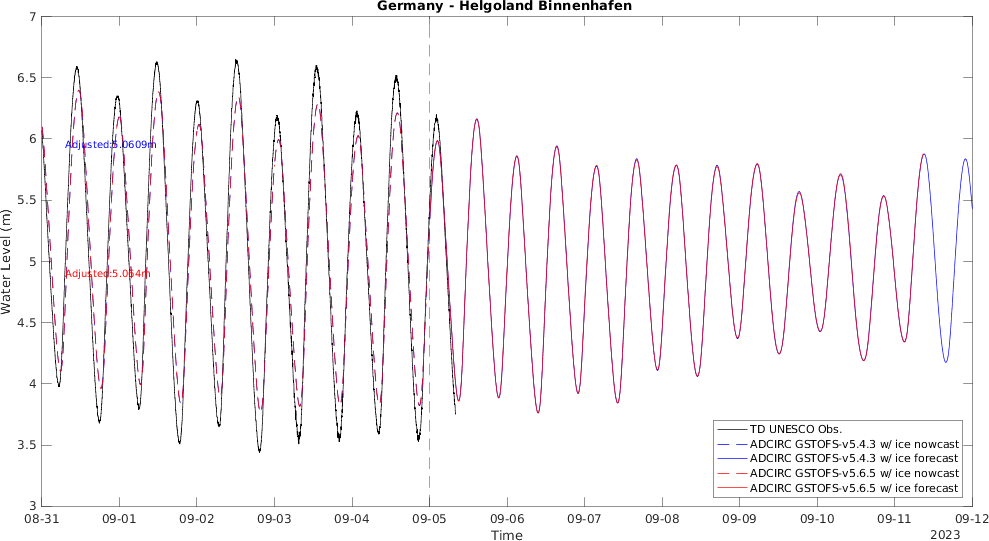 Germany - Helgoland Binnenhafen
7
6.5
6
5.5
5
4.5
4
3.5
3
Water Level (m)
Adjusted:5.0609m
Adjusted:5.054m
TD UNESCO Obs.
ADCIRC GSTOFS-v5.4.3 w/ ice nowcast
ADCIRC GSTOFS-v5.4.3 w/ ice forecast
ADCIRC GSTOFS-v5.6.5 w/ ice nowcast
ADCIRC GSTOFS-v5.6.5 w/ ice forecast
08-31 09-01 09-02 09-03 09-04 09-05 09-06 09-07 09-08 09-09 09-10 09-11 09-12
Time
2023